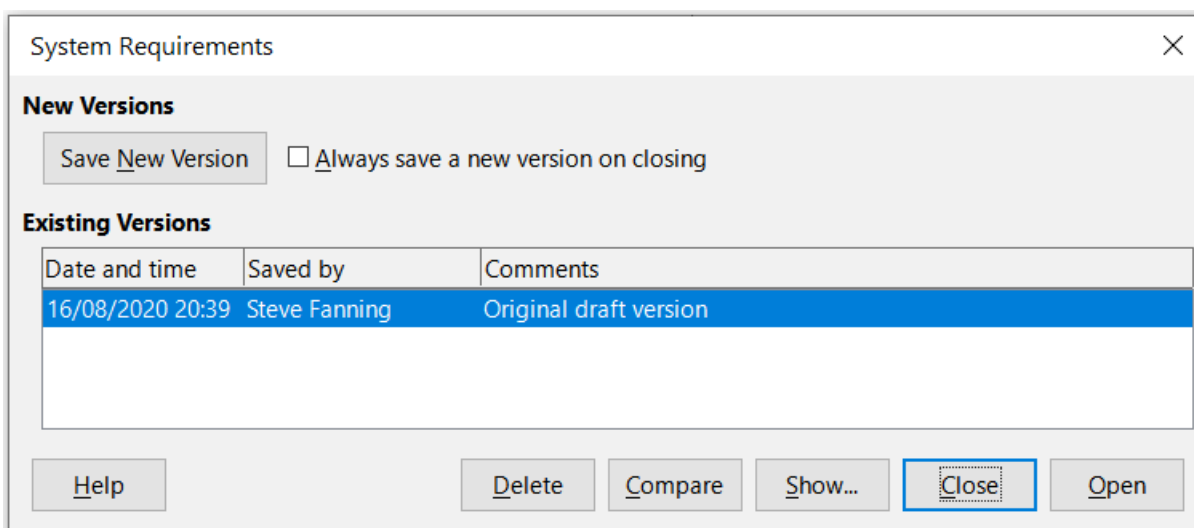 System Requirements
New Versions
Save New Version Always save a new version on closing
Existing Versions
Date and time Saved by Comments
16/08/2020 20:39 Steve Fanning Original draft version
Help Delete Compare Show... Close Open